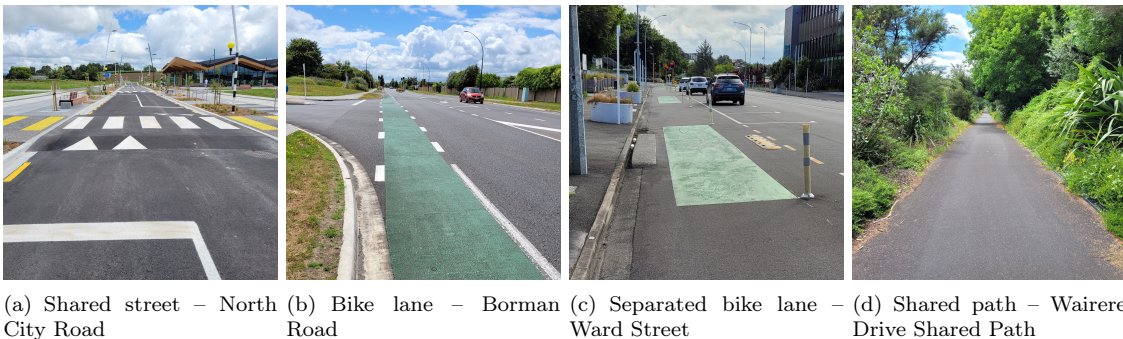 (a) Shared street – North
City Road
(b) Bike lane – Borman
Road
(c) Separated bike lane –
Ward Street
(d) Shared path – Wairere
Drive Shared Path